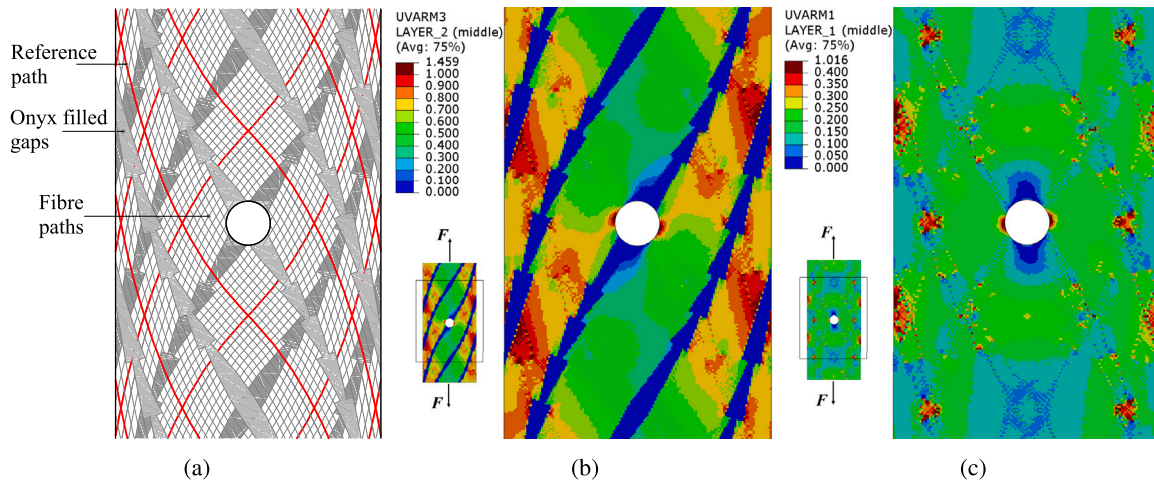 Reference
path
Onyx filled
gaps
Fibre
paths
(a)
UVARM3
LAYER_2 (middle)
(Avg: 75%)
1.459
1.000
0.900
0.800
0.700
0.600
0.500
0.400
0.300
0.200
0.100
0.000
F
F
(b)
UVARM1
LAYER_1 (middle)
(Avg: 75%)
1.016
0.400
0.350
0.300
0.250
0.200
0.150
0.100
0.050
0.000
F
F
(c)